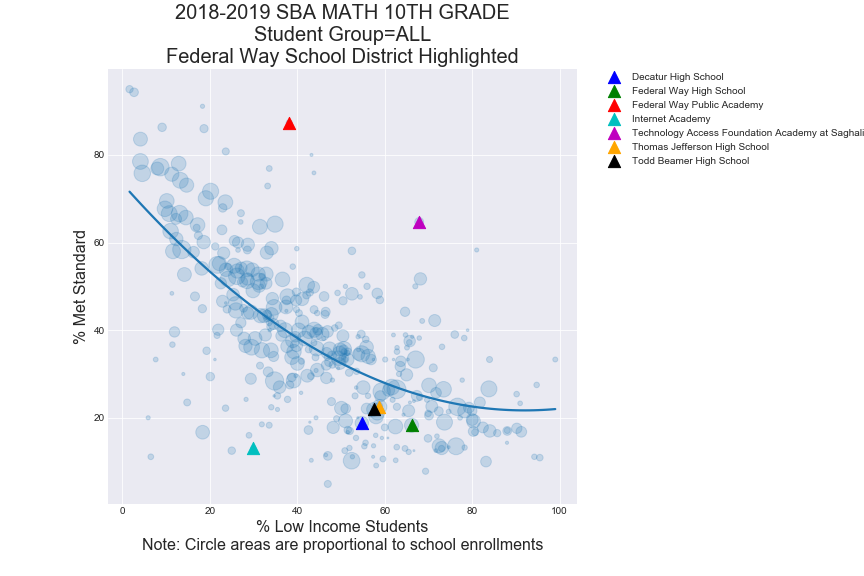 2018-2019 SBA MATH 10TH GRADE
Student Group=ALL
Federal Way School District Highlighted
Decatur High School
Federal Way High School
Federal Way Public Academy
Internet Academy
Technology Access Foundation Academy at Saghali
Thomas Jefferson High School
Todd Beamer High School
% Met Standard
80
60
40
20
0 20 40 60 80 100
% Low Income Students
Note: Circle areas are proportional to school enrollments